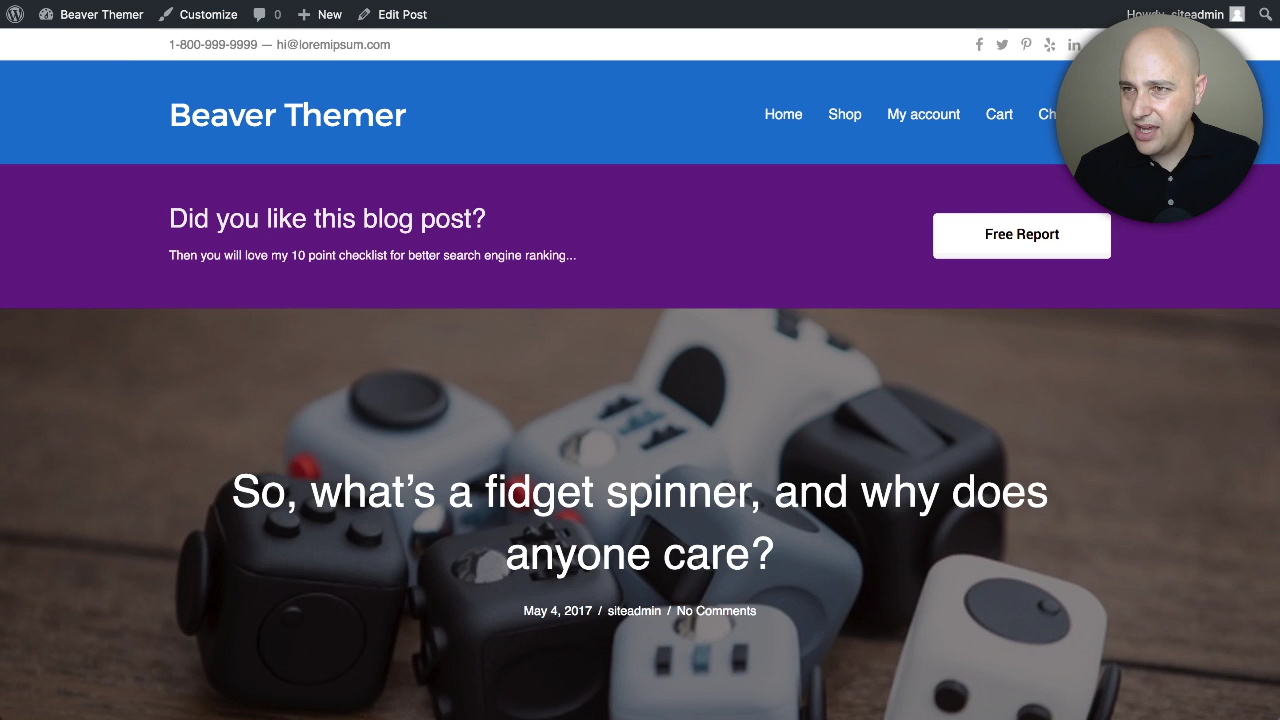 Beaver Themer Customize 0 New Edit Post Howdy, siteadmin
1-800-999-9999 — hi@loremipsum.com
Beaver Themer
Home Shop My account Cart Ch
Did you like this blog post?
Then you will love my 10 point checklist for better search engine ranking...
Free Report
So, what's a fidget spinner, and why does
anyone care?
May 4, 2017 / siteadmin / No Comments